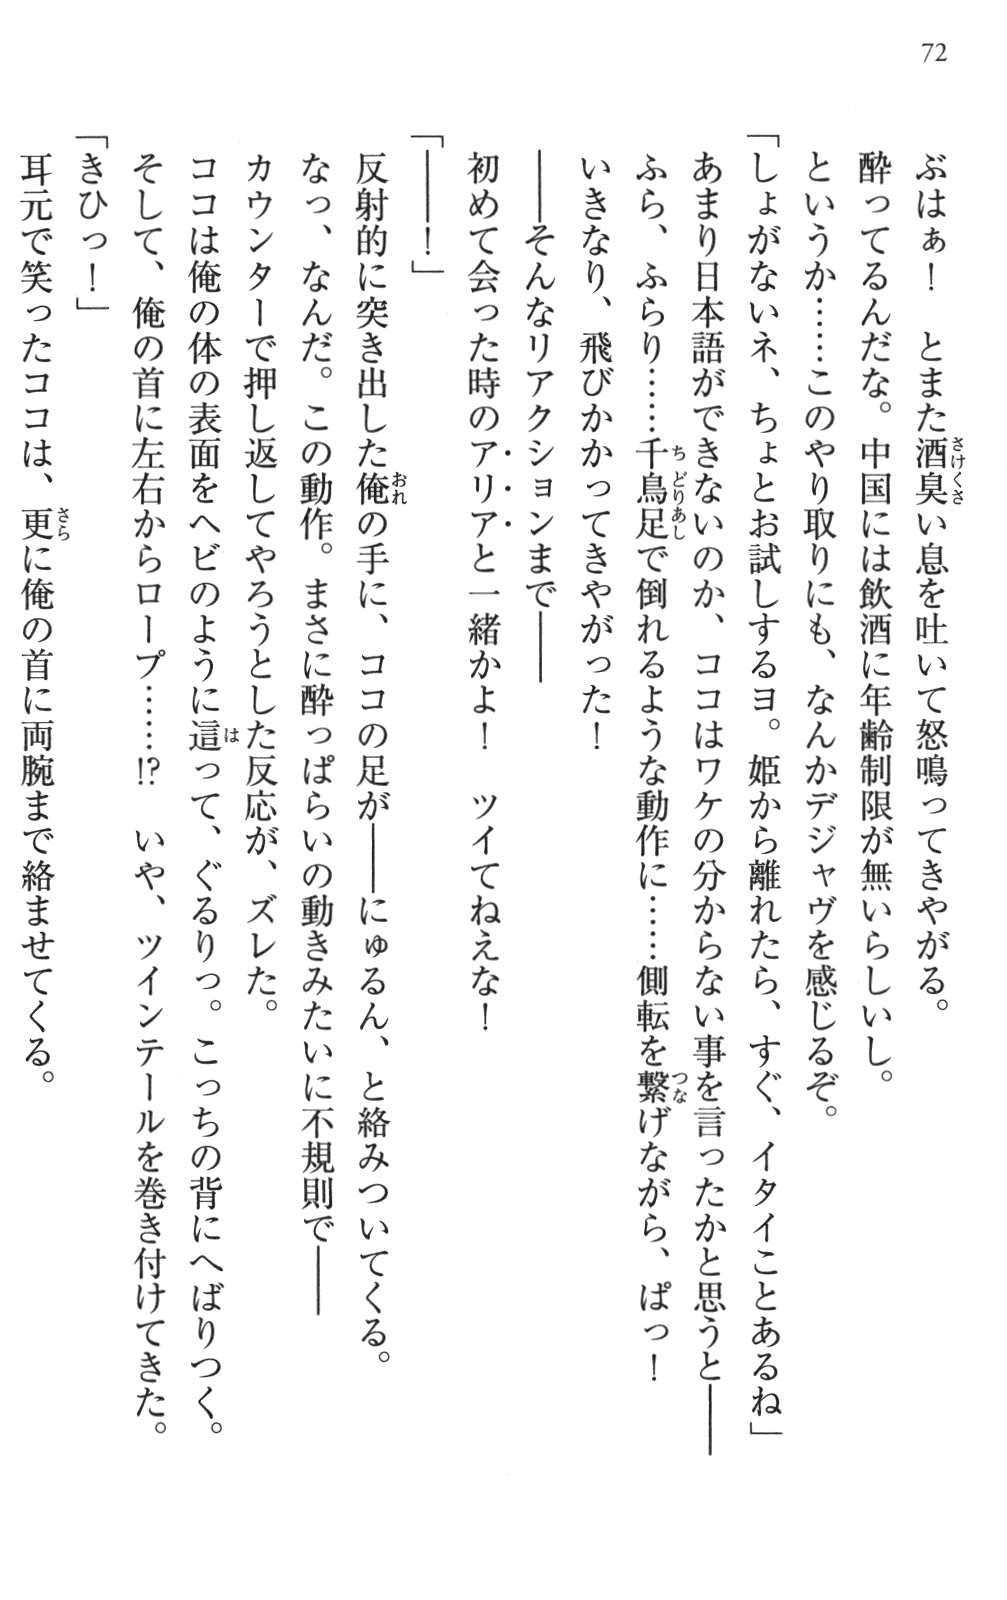 72
ぶはぁ！　とまた酒臭い息を吐いて怒鳴ってきやがる。
酔ってるんだな。中国には飲酒に年齢制限が無いらしいし。
というか……このやり取りにも、なんかデジャヴを感じるぞ。
「しょがないネ、ちょとお試しするヨ。姫から離れたら、すぐ、イタイことあるね」
あまり日本語ができないのか、ココはワケの分からない事を言ったかと思うと――
ふら、ふらり……千鳥足で倒れるような動作に……側転を繋げながら、ぱっ！
いきなり、飛びかかってきやがった！
――そんなリアクションまで――
初めて会った時のアリアと一緒かよ！　ツイてねえな！
「――！」
反射的に突き出した俺の手に、ココの足が――にゅるん、と絡みついてくる。
なっ、なんだ。この動作。まさに酔っぱらいの動きみたいに不規則で――
カウンターで押し返してやろうとした反応が、ズレた。
ココは俺の体の表面をヘビのように這って、ぐるりっ。こっちの背にへばりつく。
そして、俺の首に左右からロープ……!?　いや、ツインテールを巻き付けてきた。
「きひっ！」
耳元で笑ったココは、更に俺の首に両腕まで絡ませてくる。